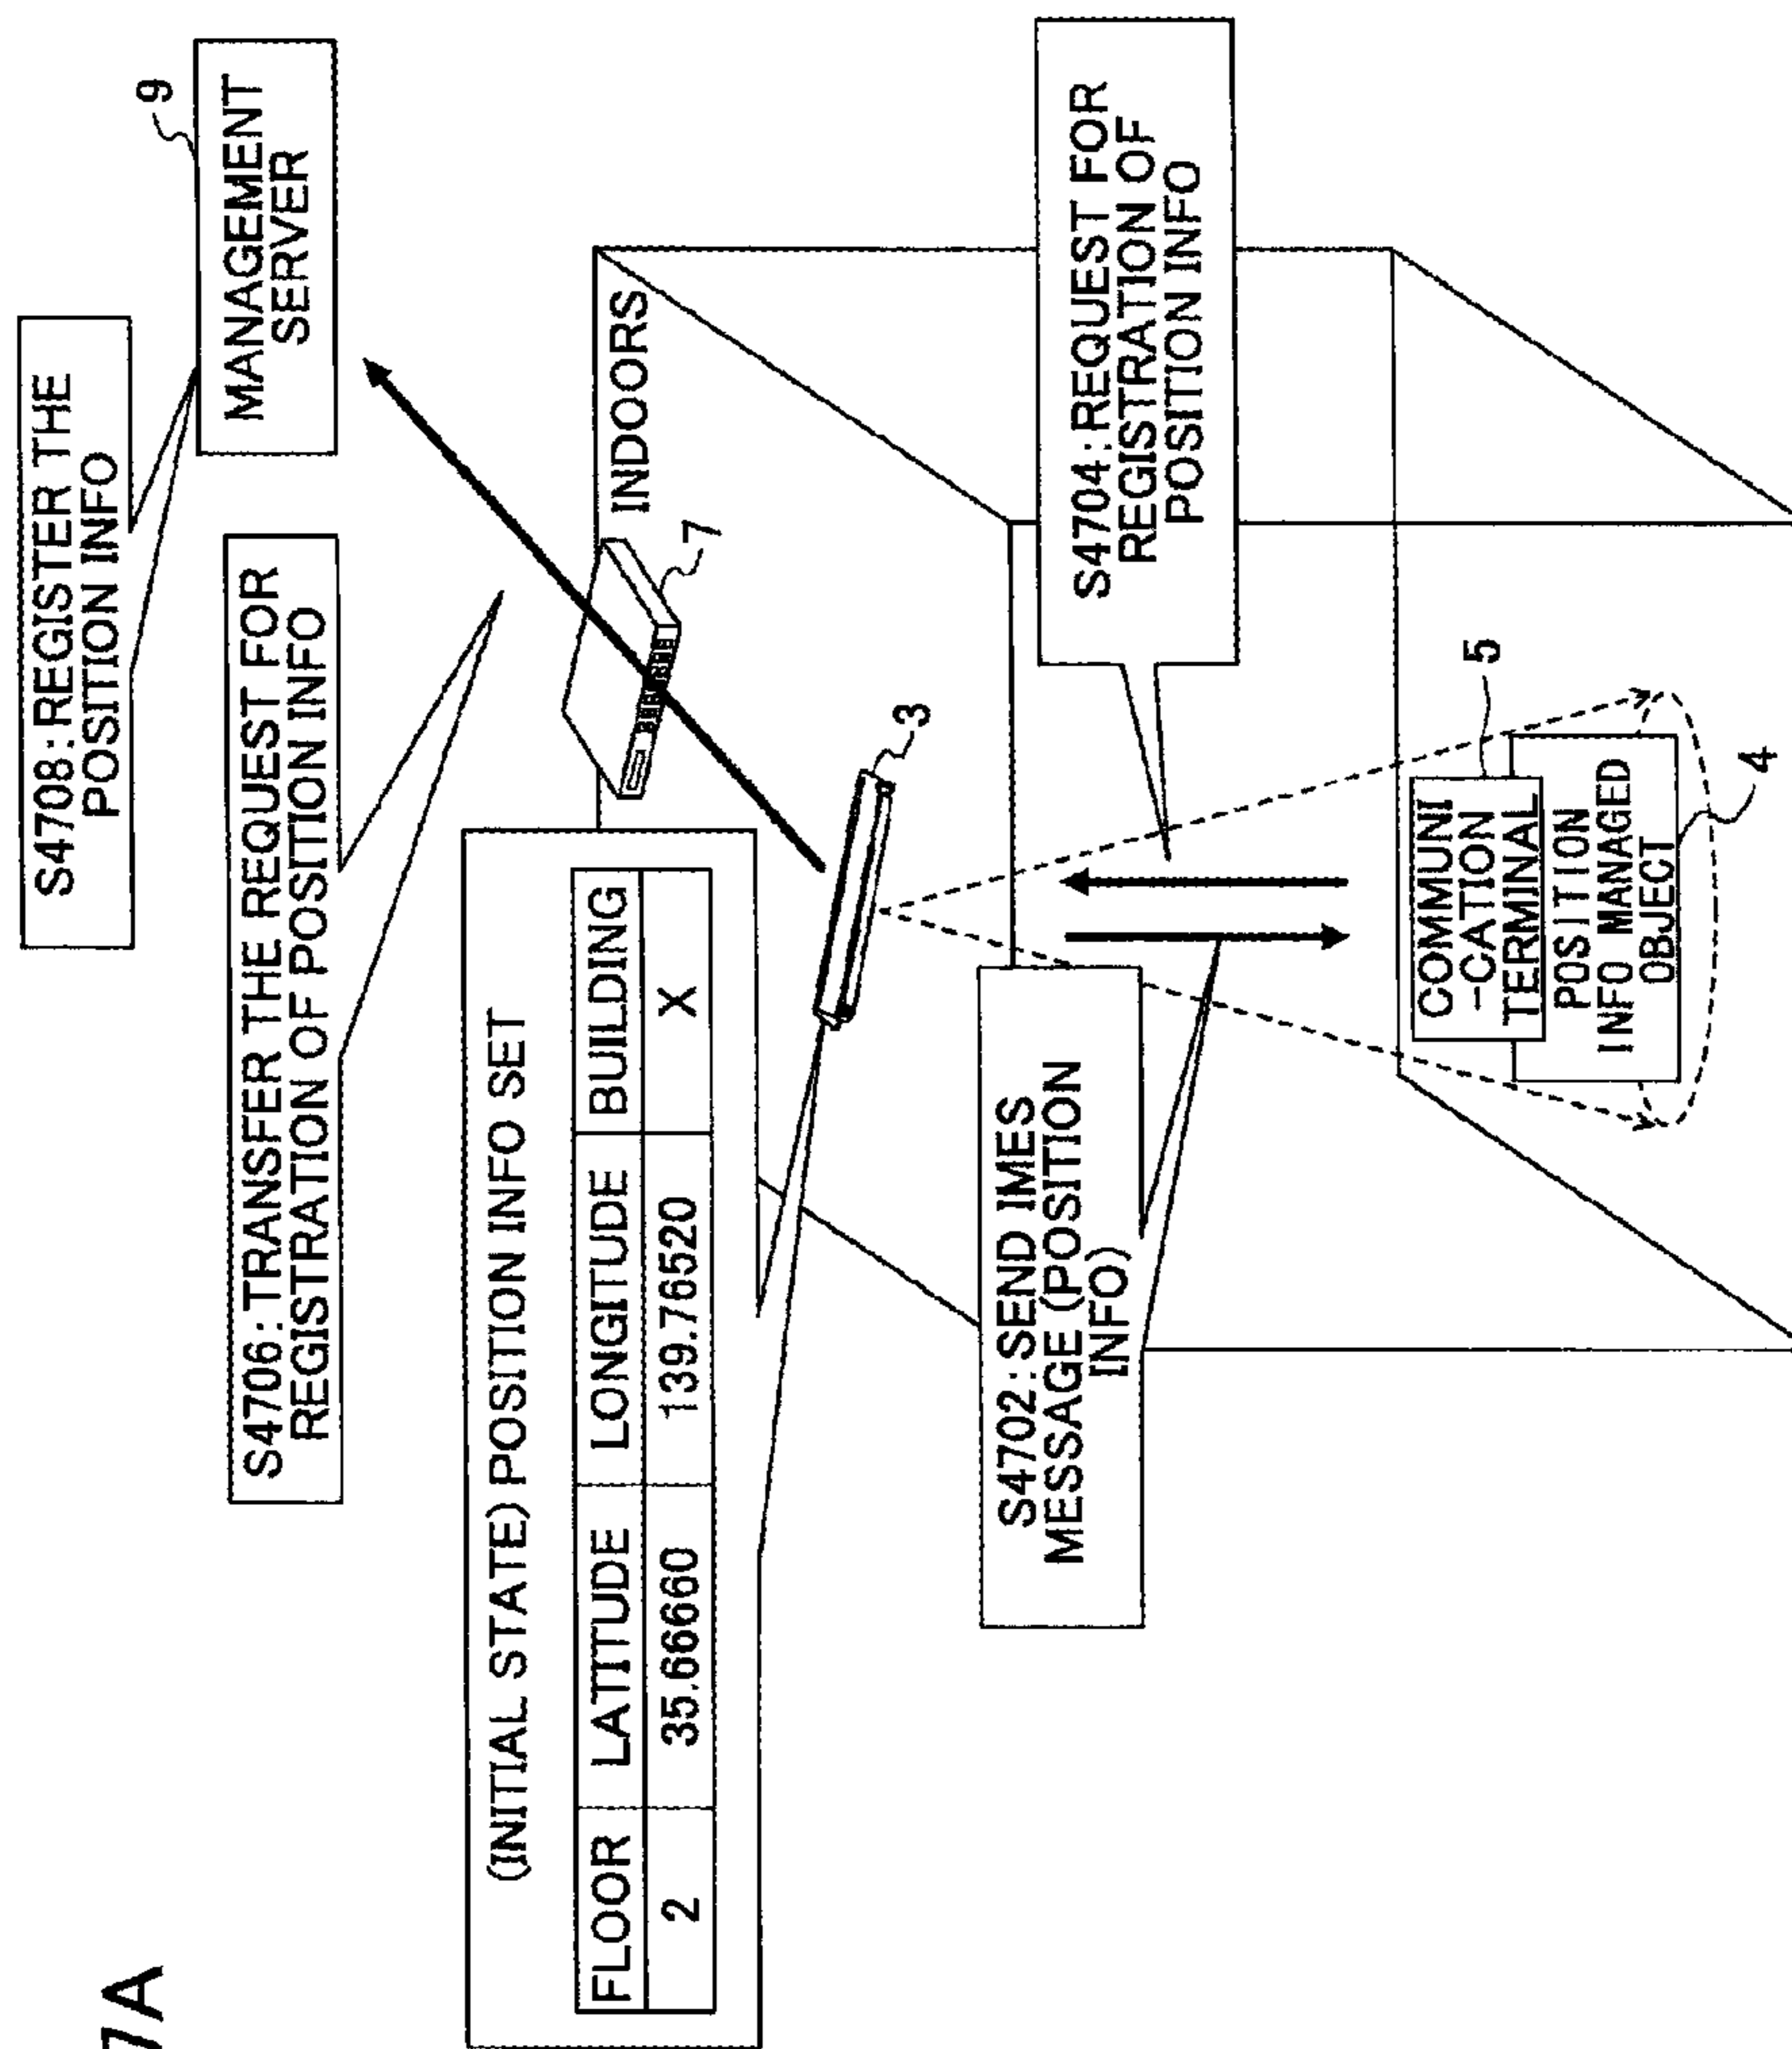 7A
S4708:REGISTER THE
POSITION INFO
9
MANAGEMENT
SERVER
S4706:TRANSFER THE REQUEST FOR
REGISTRATION OF POSITION INFO
(INITIAL STATE) POSITION INFO SET
FLOOR LATITUDE LONGITUDE BUILDING
2 35.66660 139.76520 X
INDOORS
7
3
S4702:SEND IMES
MESSAGE (POSITION
INFO)
S4704:REQUEST FOR
REGISTRATION OF
POSITION INFO
COMMUNI
-CATION
TERMINAL
5
POSITION
INFO MANAGED
OBJECT
4